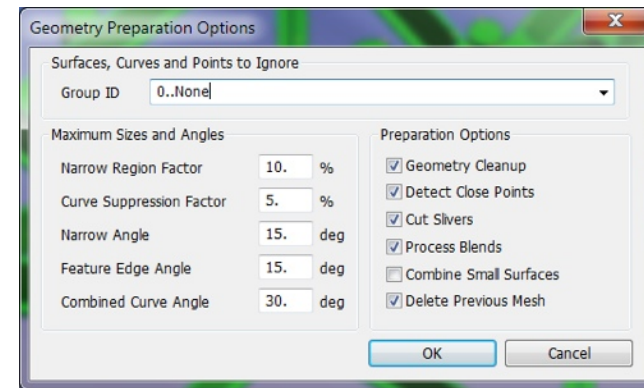 Geometry Preparation Options
Surfaces, Curves and Points to Ignore
Group ID 0..None
Maximum Sizes and Angles
Narrow Region Factor 10. %
Curve Suppression Factor 5. %
Narrow Angle 15. deg
Feature Edge Angle 15. deg
Combined Curve Angle 30. deg
Preparation Options
Geometry Cleanup
Detect Close Points
Cut Slivers
Process Blends
Combine Small Surfaces
Delete Previous Mesh
OK Cancel